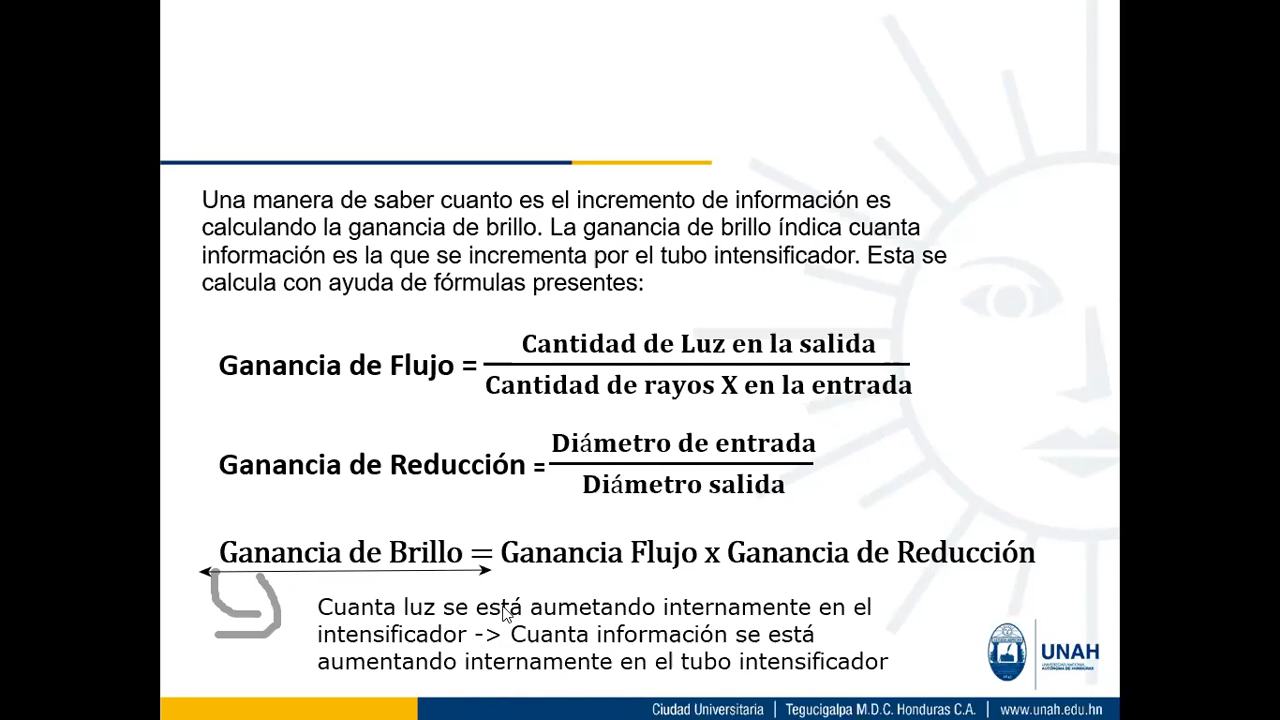 Una manera de saber cuanto es el incremento de información es
calculando la ganancia de brillo. La ganancia de brillo índica cuanta
información es la que se incrementa por el tubo intensificador. Esta se
calcula con ayuda de fórmulas presentes:
Ganancia de Flujo =
Cantidad de Luz en la salida
Cantidad de rayos X en la entrada
Ganancia de Reducción =
Diámetro de entrada
Diámetro salida
Ganancia de Brillo = Ganancia Flujo x Ganancia de Reducción
Cuanta luz se está aumetando internamente en el
intensificador -> Cuanta información se está
aumentando internamente en el tubo intensificador
UNAH
UNIVERSIDAD NACIONAL
AUTÓNOMA DE HONDURAS
Ciudad Universitaria | Tegucigalpa M.D.C. Honduras C.A. | www.unah.edu.hn